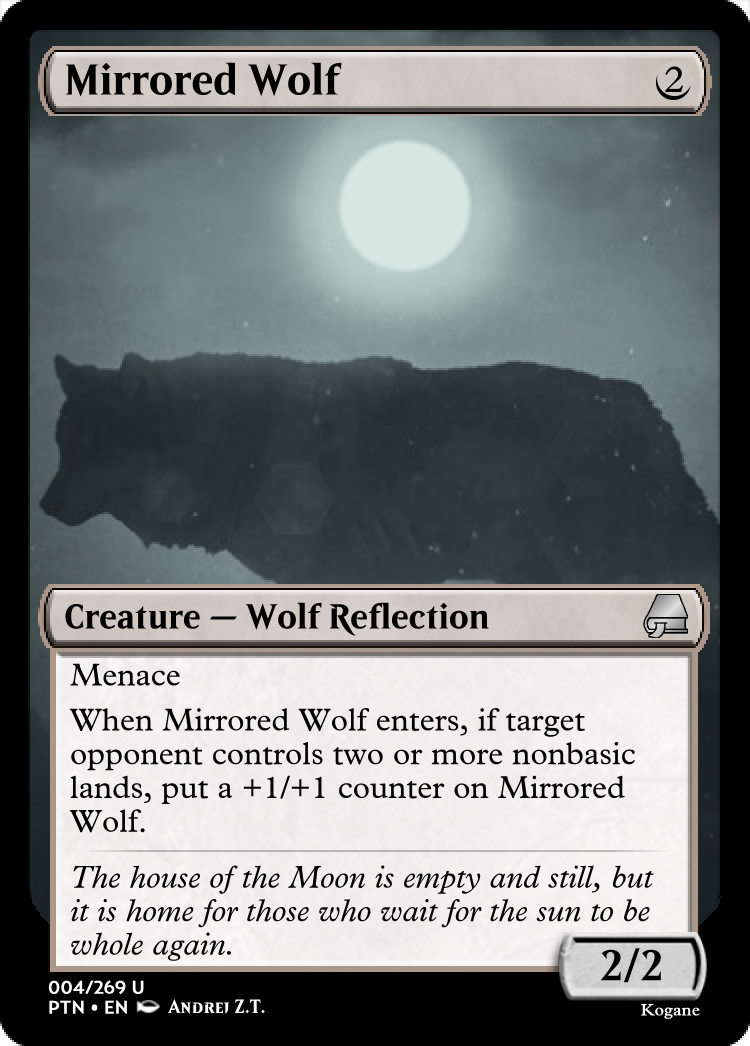 Mirrored Wolf
2
Creature — Wolf Reflection
Menace
When Mirrored Wolf enters, if target
opponent controls two or more nonbasic
lands, put a +1/+1 counter on Mirrored
Wolf.
The house of the Moon is empty and still, but
it is home for those who wait for the sun to be
whole again.
2/2
004/269 U
PTN • EN Andrej Z.T.
Kogane